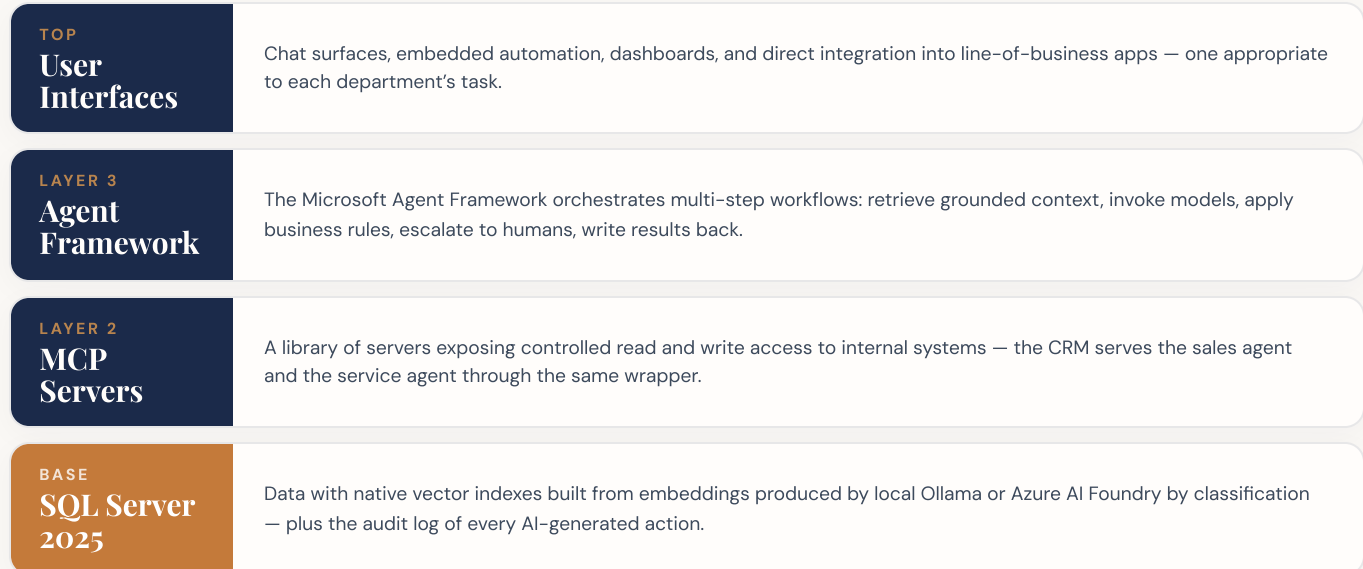 TOP
User
Interfaces
Chat surfaces, embedded automation, dashboards, and direct integration into line-of-business apps — one appropriate
to each department’s task.
LAYER 3
Agent
Framework
The Microsoft Agent Framework orchestrates multi-step workflows: retrieve grounded context, invoke models, apply
business rules, escalate to humans, write results back.
LAYER 2
MCP
Servers
A library of servers exposing controlled read and write access to internal systems — the CRM serves the sales agent
and the service agent through the same wrapper.
BASE
SQL Server
2025
Data with native vector indexes built from embeddings produced by local Ollama or Azure AI Foundry by classification
— plus the audit log of every AI-generated action.